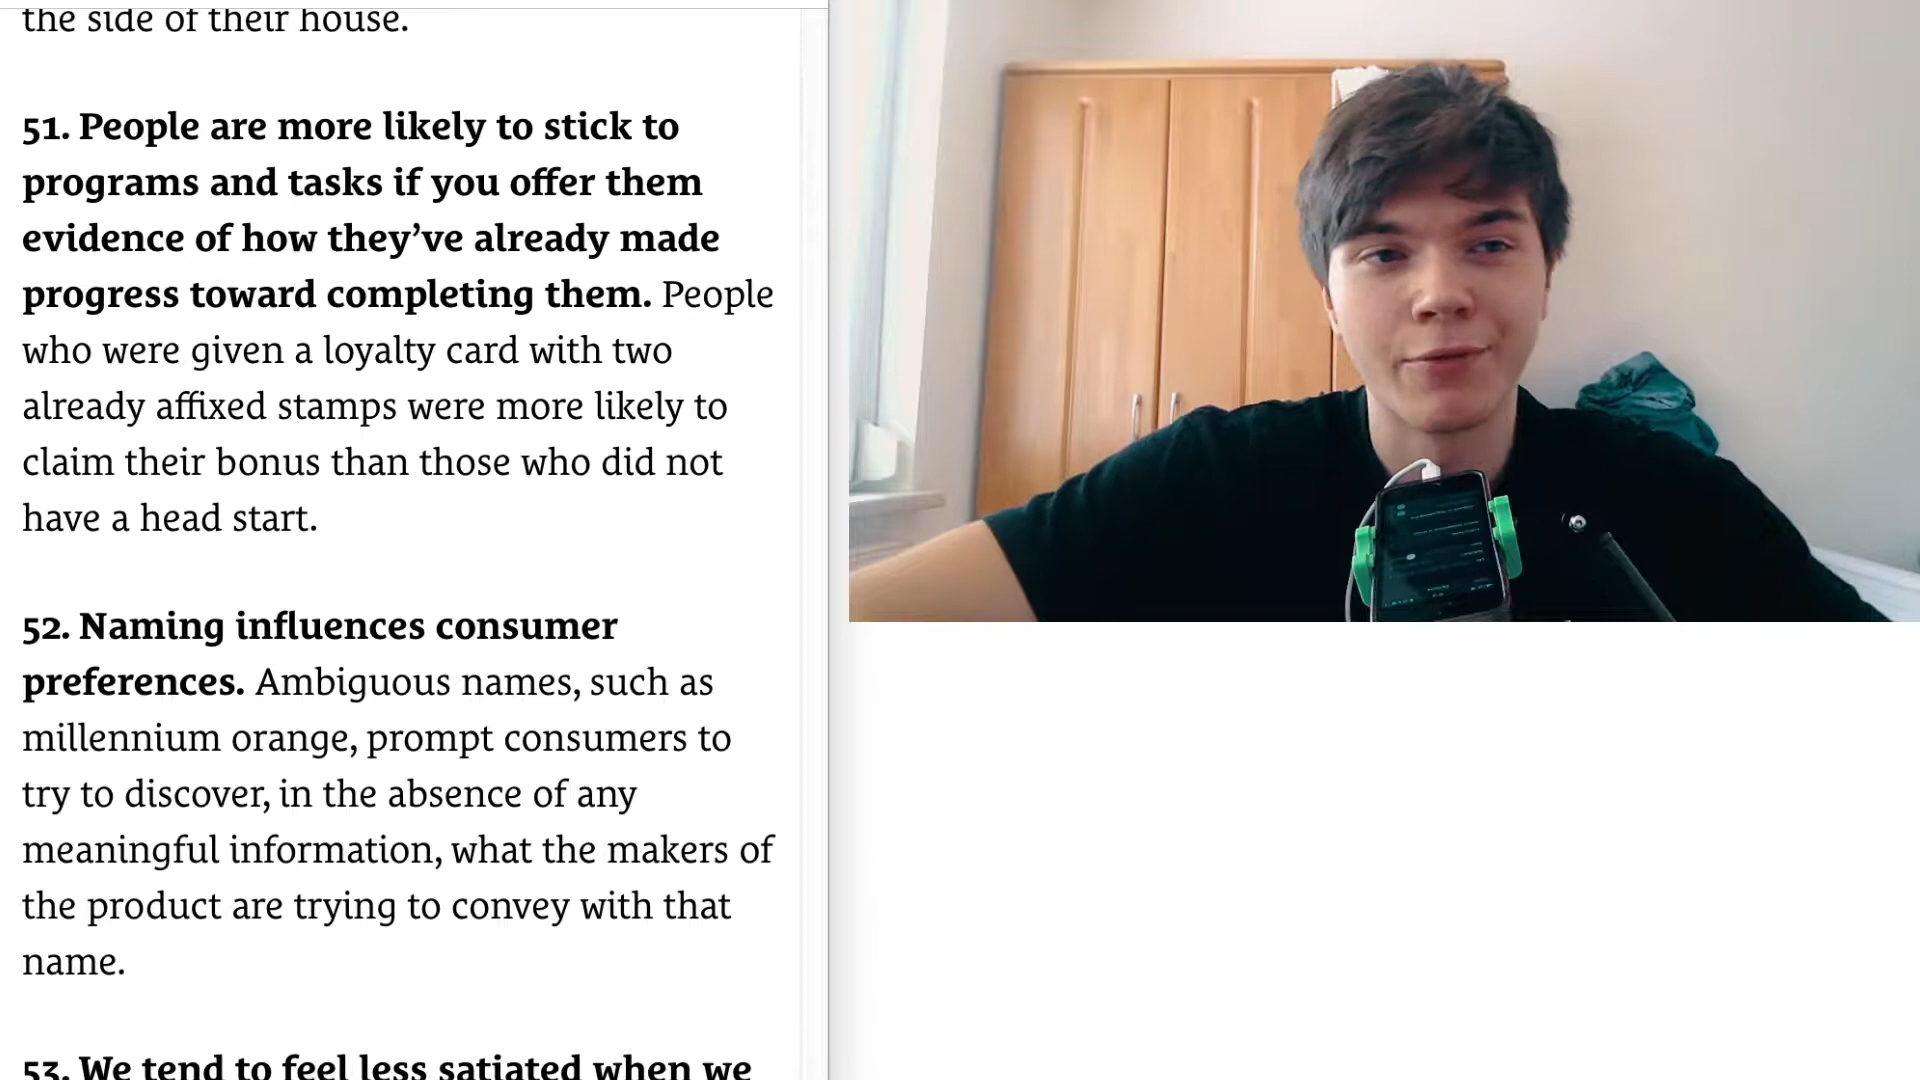 the side of their house.
51. People are more likely to stick to
programs and tasks if you offer them
evidence of how they’ve already made
progress toward completing them. People
who were given a loyalty card with two
already affixed stamps were more likely to
claim their bonus than those who did not
have a head start.
52. Naming influences consumer
preferences. Ambiguous names, such as
millennium orange, prompt consumers to
try to discover, in the absence of any
meaningful information, what the makers of
the product are trying to convey with that
name.
53. We tend to feel less satiated when we